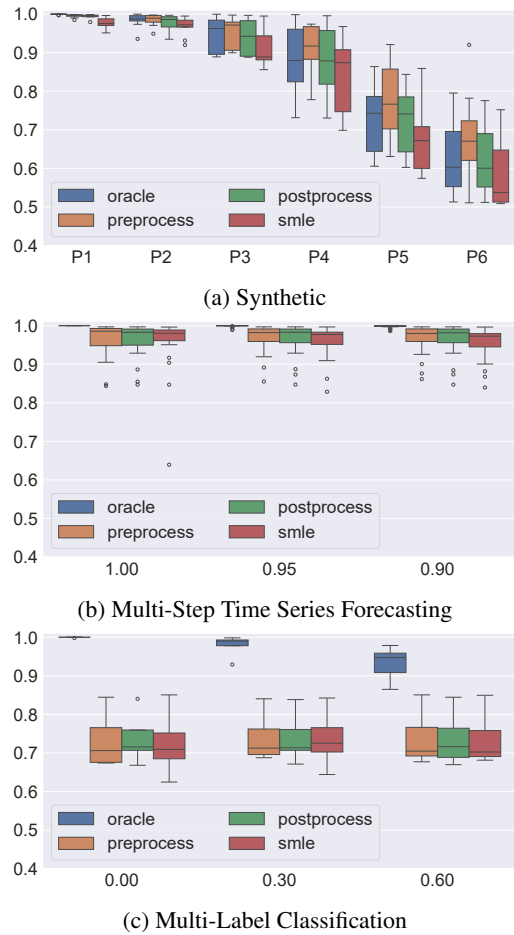 1.0
0.9
0.8
0.7
0.6
0.5
0.4
oracle postprocess
preprocess smle
P1 P2 P3 P4 P5 P6
(a) Synthetic
1.0
0.9
0.8
0.7
0.6
0.5
0.4
oracle postprocess
preprocess smle
1.00 0.95 0.90
(b) Multi-Step Time Series Forecasting
1.0
0.9
0.8
0.7
0.6
0.5
0.4
oracle postprocess
preprocess smle
0.00 0.30 0.60
(c) Multi-Label Classification